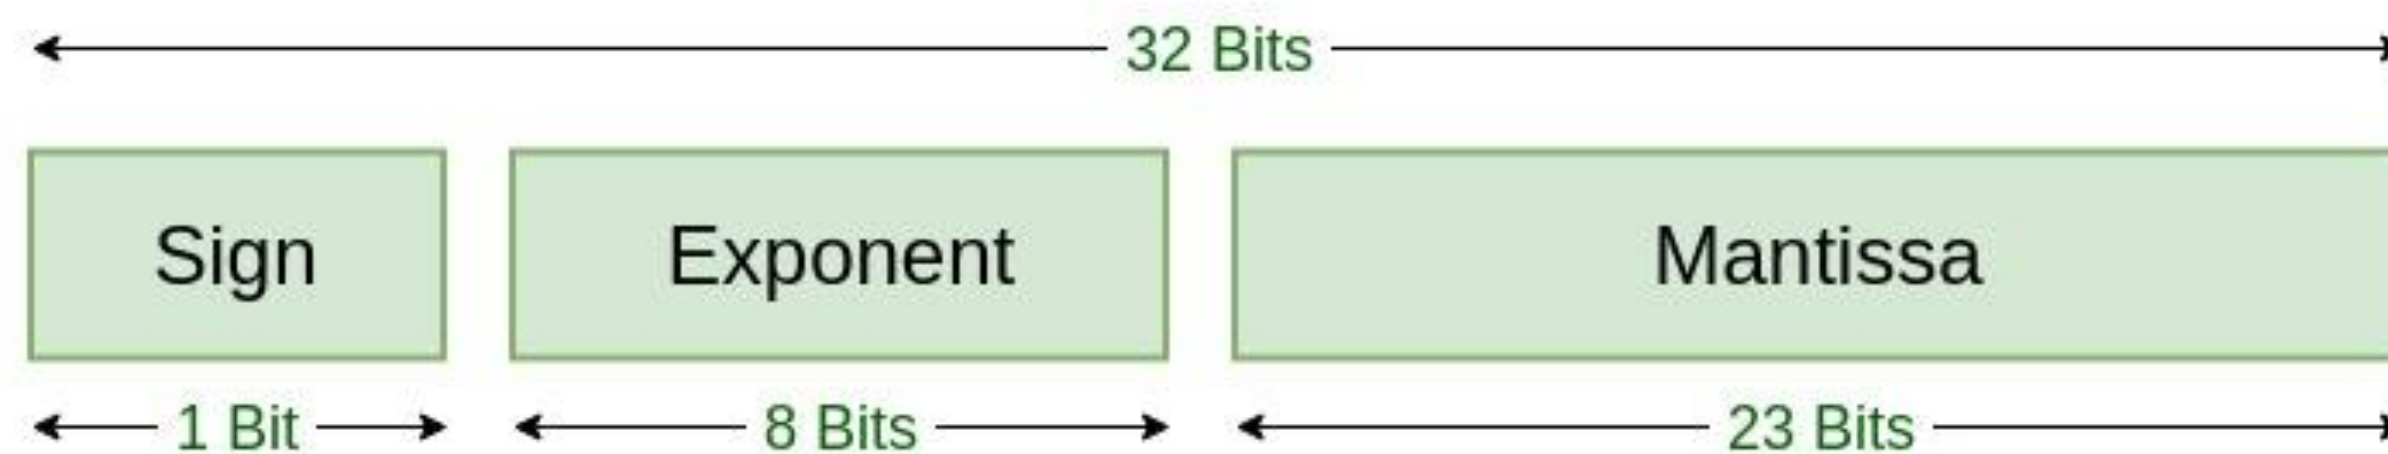 32 Bits
Sign Exponent Mantissa
1 Bit 8 Bits 23 Bits